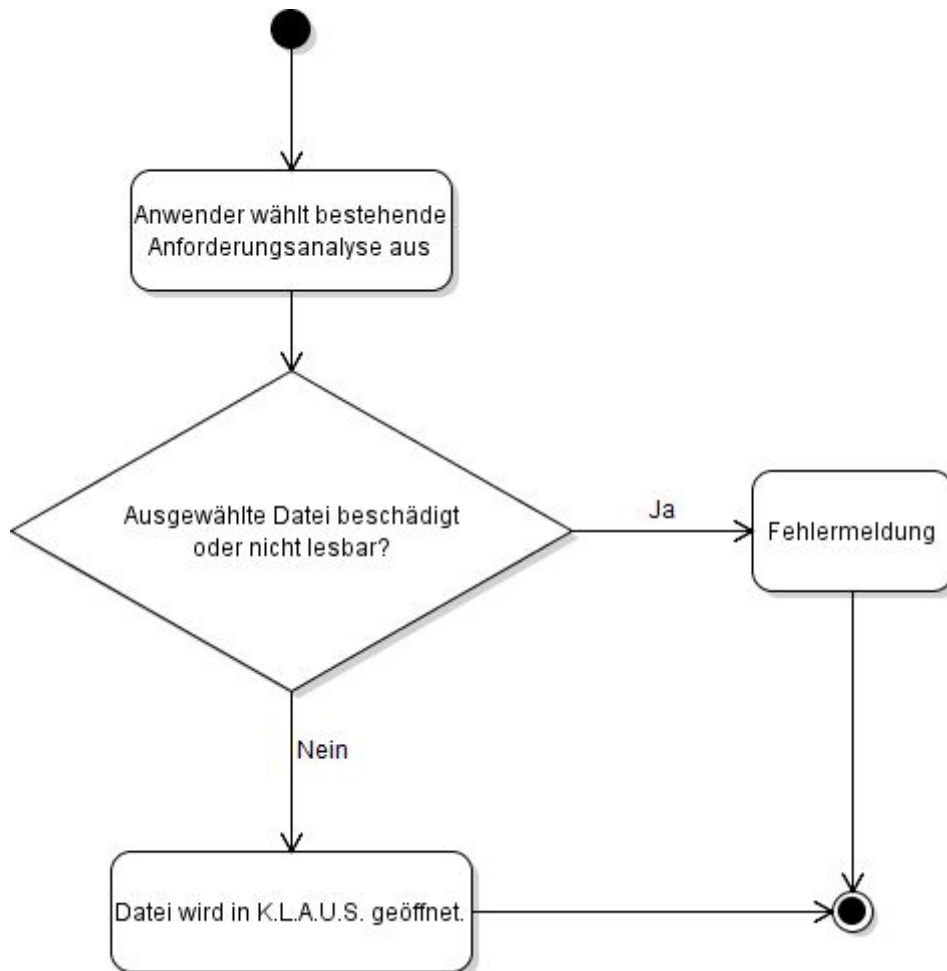 Anwender wählt bestehende
Anforderungsanalyse aus
Ausgewählte Datei beschädigt
oder nicht lesbar?
Ja
Fehlermeldung
Nein
Datei wird in K.L.A.U.S. geöffnet.